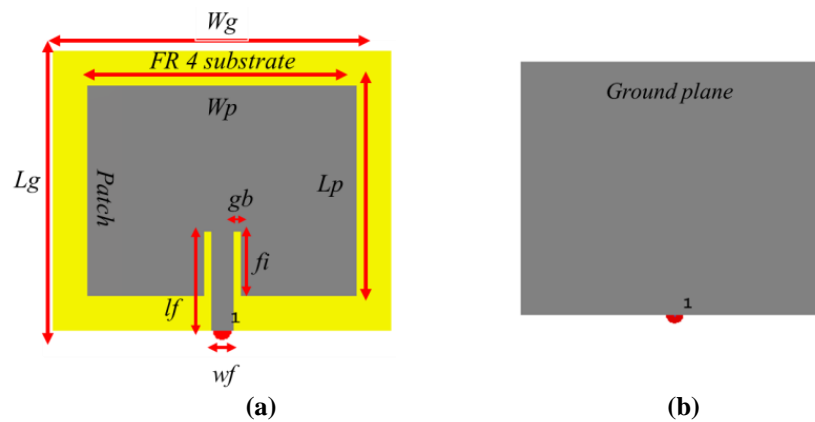 Wg
FR 4 substrate
Wp
Lg
Patch
Lp
gb
fi
lf
1
wf
(a)
Ground plane
1
(b)